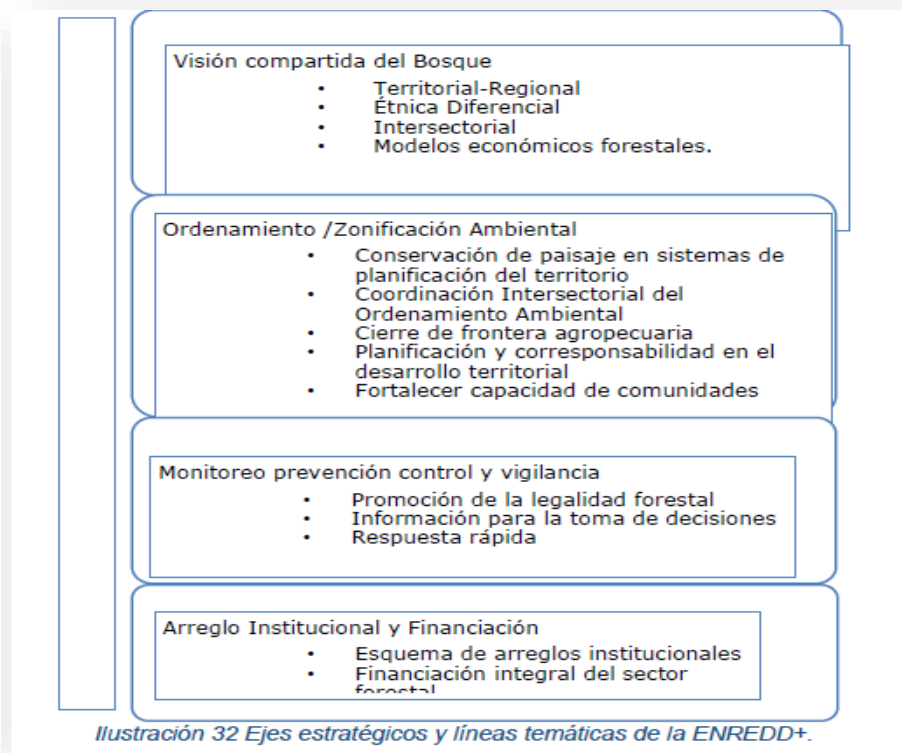 Visión compartida del Bosque
• Territorial-Regional
• Étnica Diferencial
• Intersectorial
• Modelos económicos forestales.
Ordenamiento /Zonificación Ambiental
• Conservación de paisaje en sistemas de
planificación del territorio
• Coordinación Intersectorial del
Ordenamiento Ambiental
• Cierre de frontera agropecuaria
• Planificación y corresponsabilidad en el
desarrollo territorial
• Fortalecer capacidad de comunidades
Monitoreo prevención control y vigilancia
• Promoción de la legalidad forestal
• Información para la toma de decisiones
• Respuesta rápida
Arreglo Institucional y Financiación
• Esquema de arreglos institucionales
• Financiación integral del sector
forestal
Ilustración 32 Ejes estratégicos y líneas temáticas de la ENREDD+.